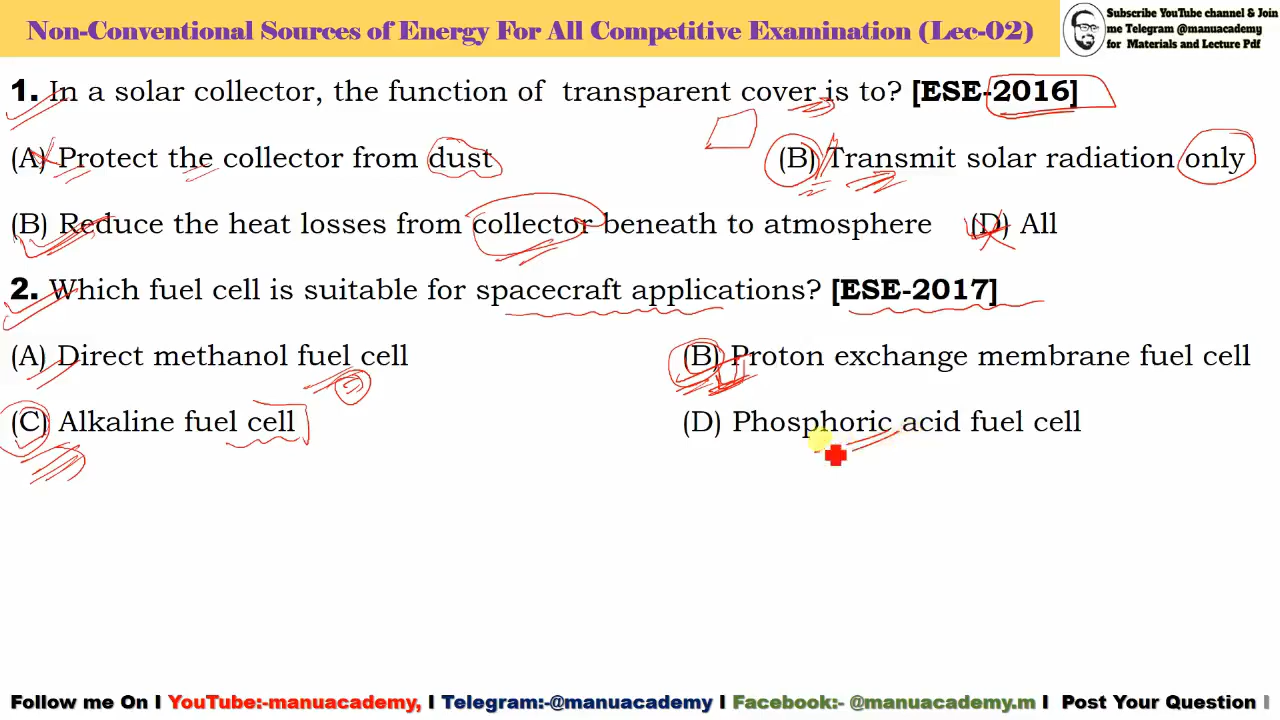 Non-Conventional Sources of Energy For All Competitive Examination (Lec-02)
Subscribe YouTube channel & Join
me Telegram @manuacademy
for Materials and Lecture Pdf
1. In a solar collector, the function of transparent cover is to? [ESE-2016]
(A) Protect the collector from dust (B) Transmit solar radiation only
(B) Reduce the heat losses from collector beneath to atmosphere (D) All
2. Which fuel cell is suitable for spacecraft applications? [ESE-2017]
(A) Direct methanol fuel cell (B) Proton exchange membrane fuel cell
(C) Alkaline fuel cell (D) Phosphoric acid fuel cell
Follow me On I YouTube:-manuacademy, I Telegram:-@manuacademy I Facebook:- @manuacademy.m I Post Your Question I